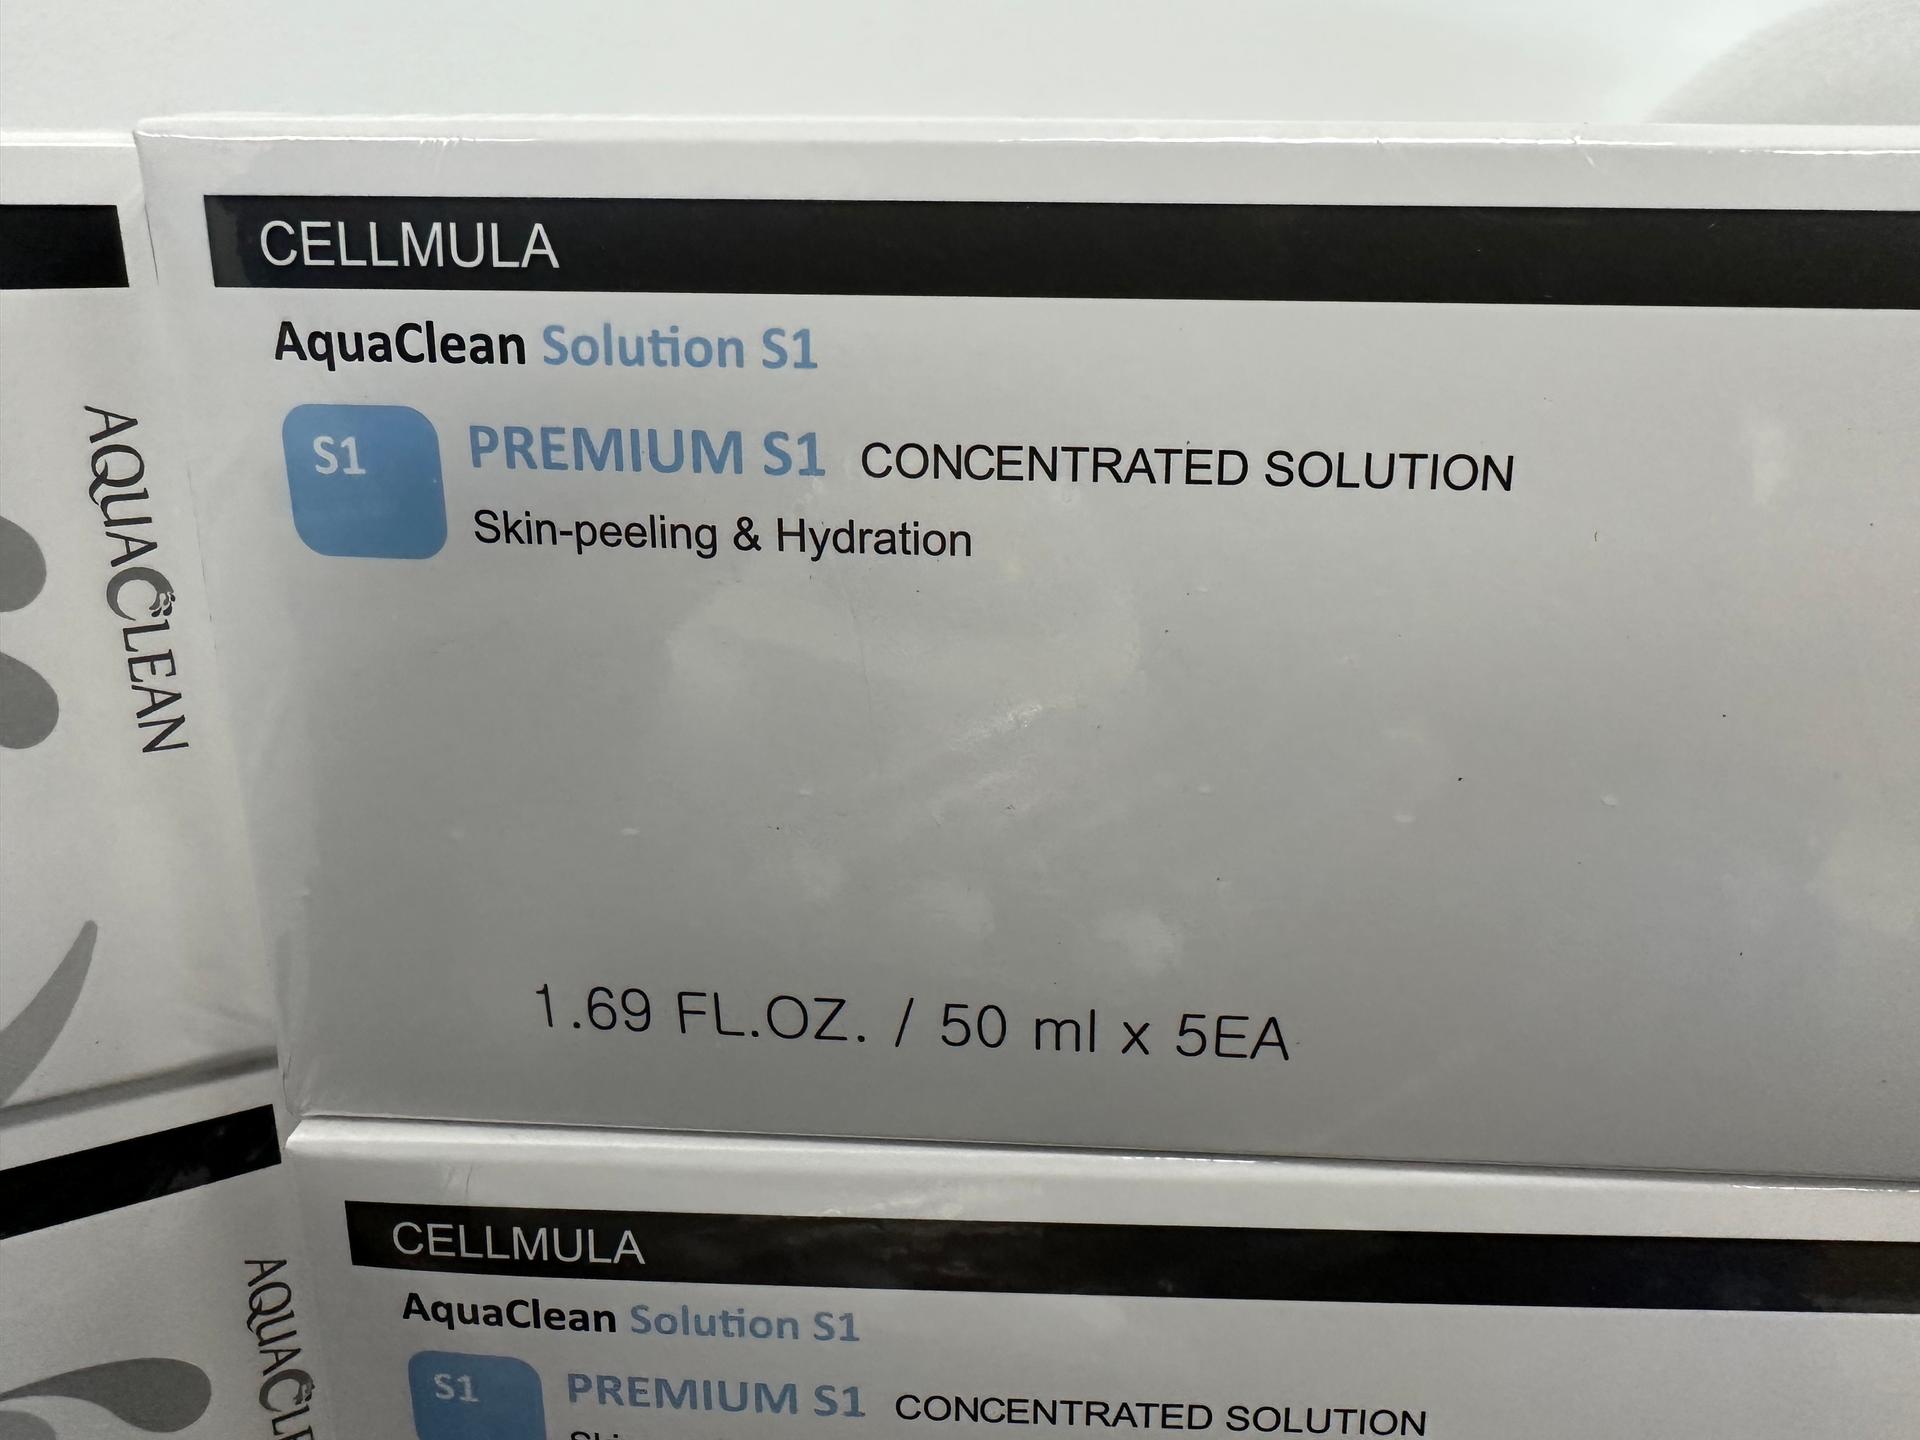 CELLMULA
AquaClean Solution S1
S1
PREMIUM S1 CONCENTRATED SOLUTION
Skin-peeling & Hydration
1.69 FL.OZ. / 50 ml x 5EA
AQUACLEAN
CELLMULA
AquaClean Solution S1
S1
PREMIUM S1 CONCENTRATED SOLUTION